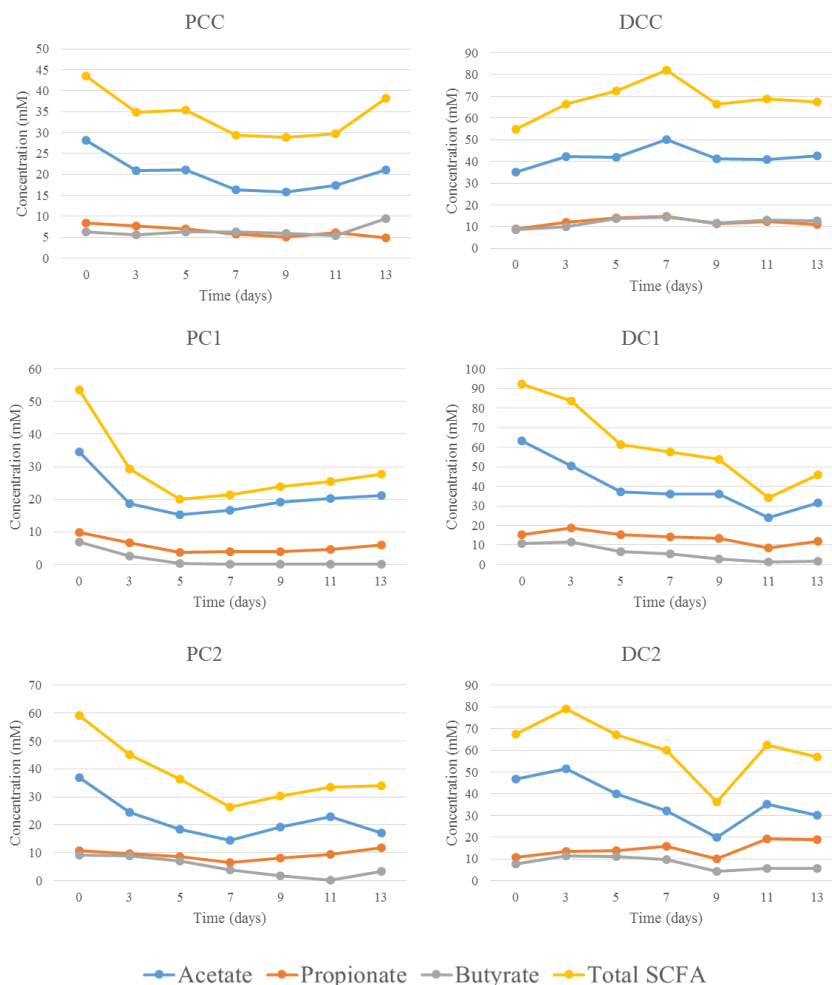 PCC
50
45
40
35
30
25
20
15
10
5
0
Concentration (mM)
0 3 5 7 9 11 13
Time (days)
DCC
90
80
70
60
50
40
30
20
10
0
Concentration (mM)
0 3 5 7 9 11 13
Time (days)
PC1
60
50
40
30
20
10
0
Concentration (mM)
0 3 5 7 9 11 13
Time (days)
DC1
100
90
80
70
60
50
40
30
20
10
0
Concentration (mM)
0 3 5 7 9 11 13
Time (days)
PC2
70
60
50
40
30
20
10
0
Concentration (mM)
0 3 5 7 9 11 13
Time (days)
DC2
90
80
70
60
50
40
30
20
10
0
Concentration (mM)
0 3 5 7 9 11 13
Time (days)
Acetate Propionate Butyrate Total SCFA